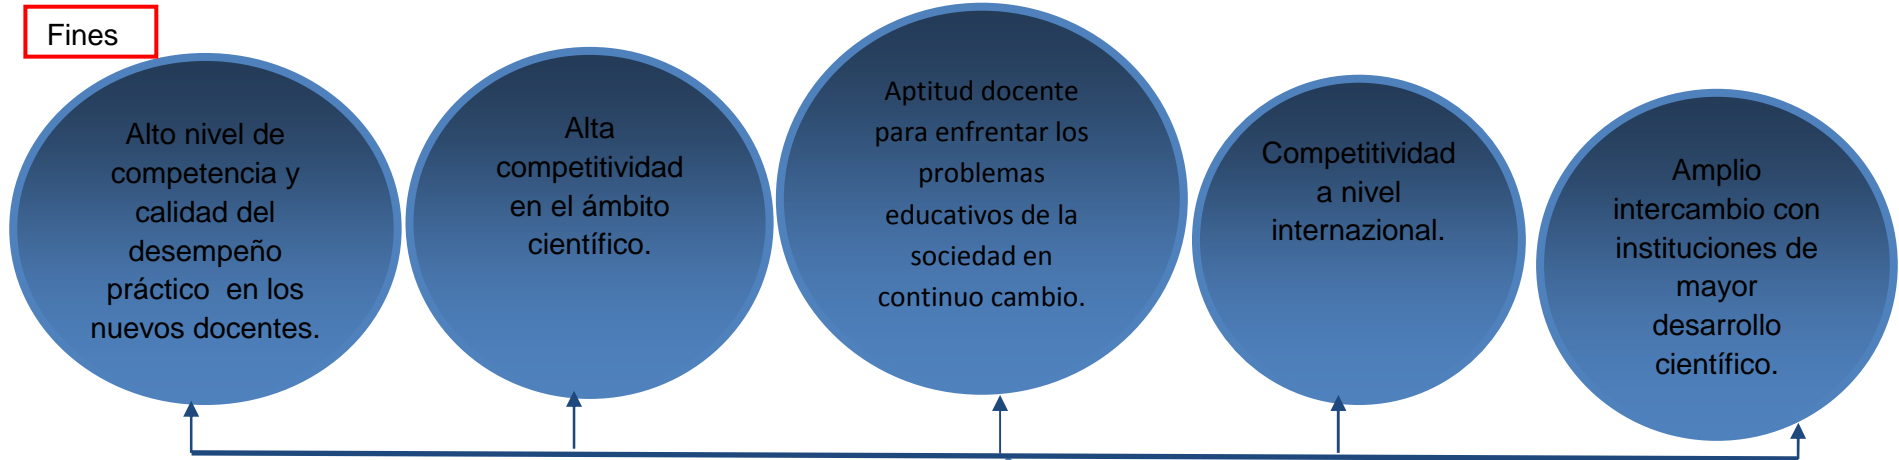 Fines
Alto nivel de
competencia y
calidad del
desempeño
práctico  en los
nuevos docentes.
Alta
competitividad
en el ámbito
científico.
Aptitud docente
para enfrentar los
problemas
educativos de la
sociedad en
continuo cambio.
Competitividad
a nivel
internazional.
Amplio
intercambio con
instituciones de
mayor
desarrollo
científico.